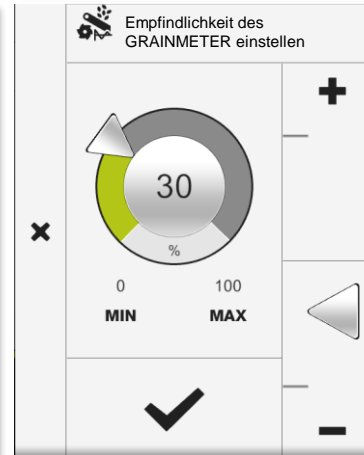 Empfindlichkeit des
GRAINMETER einstellen
30
%
0 100
MIN MAX